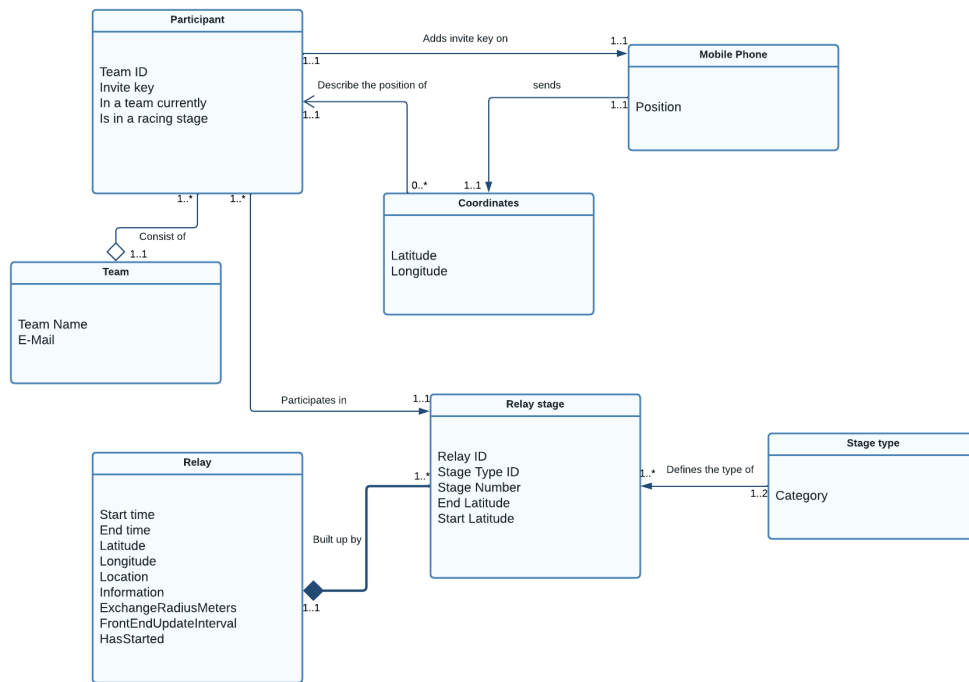 Participant
Team ID
Invite key
In a team currently
Is in a racing stage
Adds invite key on
1..1
1..1
Mobile Phone
Position
Describe the position of
1..1
sends
1..1
0..*
1..1
Coordinates
Latitude
Longitude
1..*
1..*
Consist of
1..1
Team
Team Name
E-Mail
Participates in
1..1
Relay stage
Relay ID
Stage Type ID
Stage Number
End Latitude
Start Latitude
1..*
Defines the type of
1..2
Stage type
Category
1..*
Built up by
1..1
Relay
Start time
End time
Latitude
Longitude
Location
Information
ExchangeRadiusMeters
FrontEndUpdateInterval
HasStarted